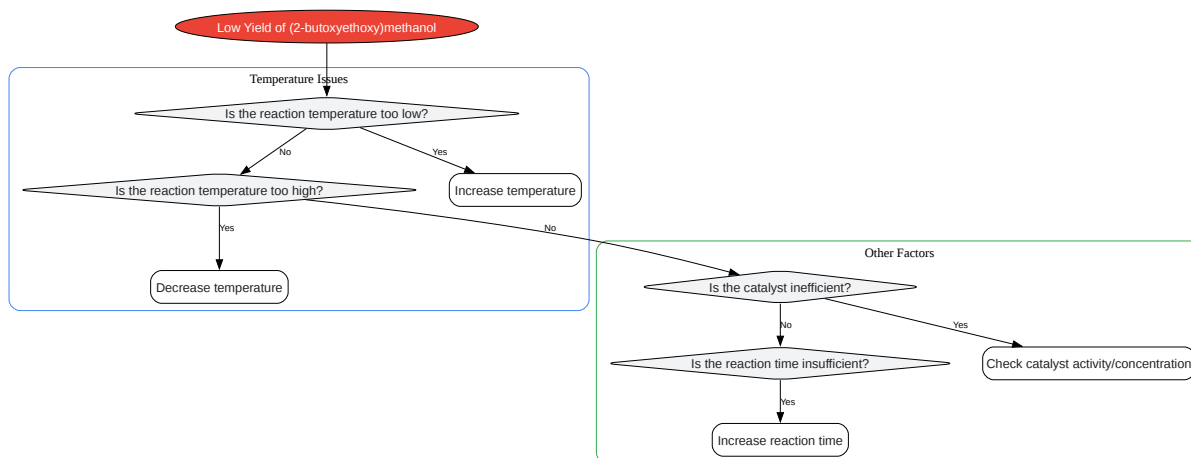 Low Yield of (2-butoxyethoxy)methanol
Temperature Issues
Is the reaction temperature too low?
No
Yes
Is the reaction temperature too high?
Increase temperature
Yes
No
Decrease temperature
Other Factors
Is the catalyst inefficient?
No
Yes
Is the reaction time insufficient?
Check catalyst activity/concentration
Yes
Increase reaction time